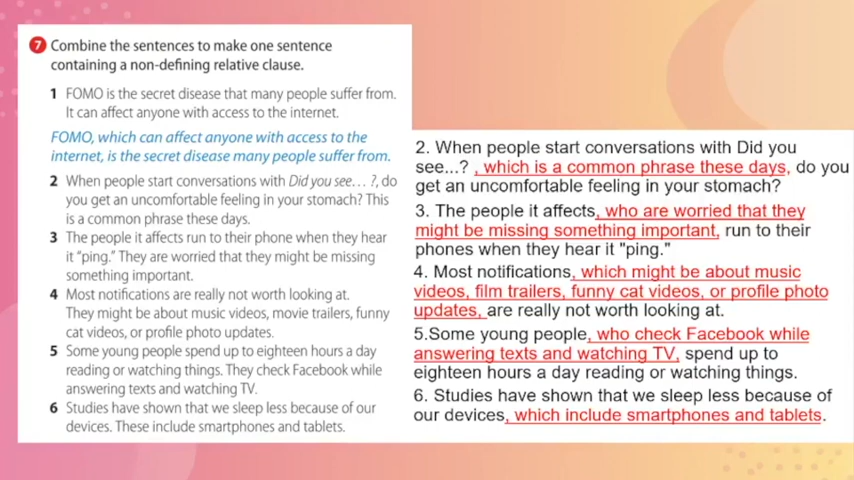 7 Combine the sentences to make one sentence
containing a non-defining relative clause.
1 FOMO is the secret disease that many people suffer from.
It can affect anyone with access to the internet.
FOMO, which can affect anyone with access to the
internet, is the secret disease many people suffer from.
2 When people start conversations with Did you see… ?, do
you get an uncomfortable feeling in your stomach? This
is a common phrase these days.
3 The people it affects run to their phone when they hear
it “ping.” They are worried that they might be missing
something important.
4 Most notifications are really not worth looking at.
They might be about music videos, movie trailers, funny
cat videos, or profile photo updates.
5 Some young people spend up to eighteen hours a day
reading or watching things. They check Facebook while
answering texts and watching TV.
6 Studies have shown that we sleep less because of our
devices. These include smartphones and tablets.
2. When people start conversations with Did you
see...? , which is a common phrase these days, do you
get an uncomfortable feeling in your stomach?
3. The people it affects, who are worried that they
might be missing something important, run to their
phones when they hear it "ping."
4. Most notifications, which might be about music
videos, film trailers, funny cat videos, or profile photo
updates, are really not worth looking at.
5.Some young people, who check Facebook while
answering texts and watching TV, spend up to
eighteen hours a day reading or watching things.
6. Studies have shown that we sleep less because of
our devices, which include smartphones and tablets.